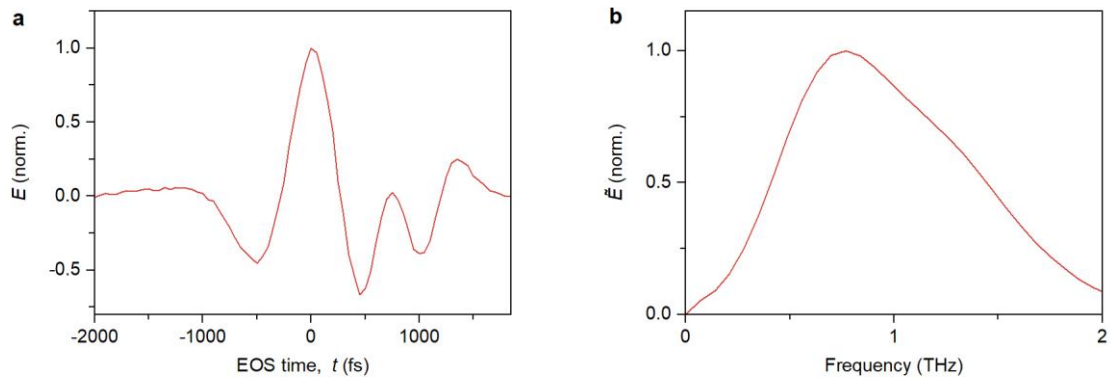 a
1.0
0.5
0.0
-0.5
E (norm.)
-2000 -1000 0 1000
EOS time, t (fs)
b
1.0
0.5
1.0
Ẽ (norm.)
0 1 2
Frequency (THz)